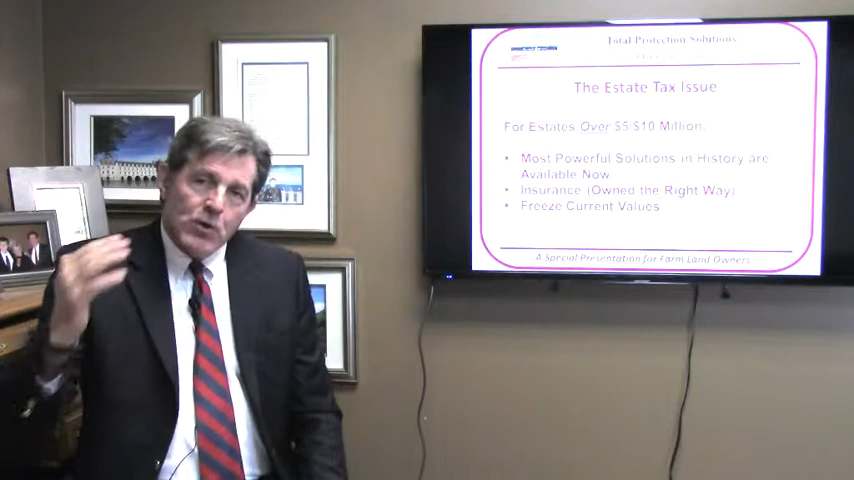 Total Protection Solutions
The Estate Tax Issue
For Estates Over $5/$10 Million:
• Most Powerful Solutions in History are
Available Now
• Insurance (Owned the Right Way)
• Freeze Current Values
A Special Presentation for Farm Land Owners